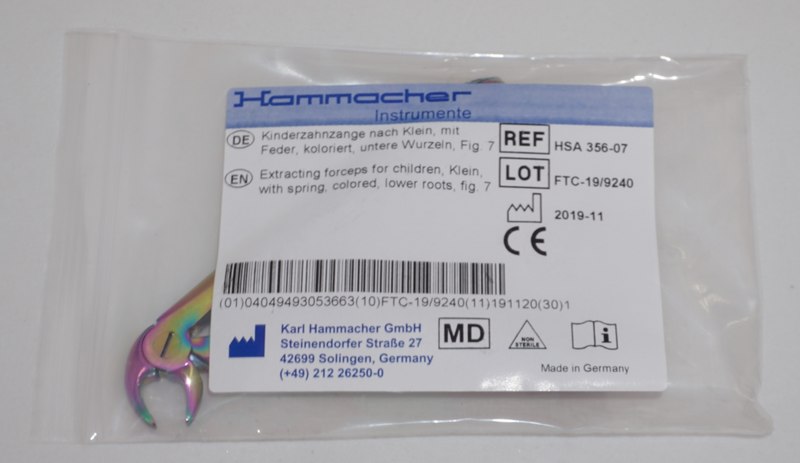 Hammacher
Instrumente
DE Kinderzahnzange nach Klein, mit
Feder, koloriert, untere Wurzeln, Fig. 7
EN Extracting forceps for children, Klein,
with spring, colored, lower roots, fig. 7
REF HSA 356-07
LOT FTC-19/9240
2019-11
CE
(01)04049493053663(10)FTC-19/9240(11)191120(30)1
Karl Hammacher GmbH
Steinendorfer Straße 27
42699 Solingen, Germany
(+49) 212 26250-0
MD
NON
STERILE
i
Made in Germany